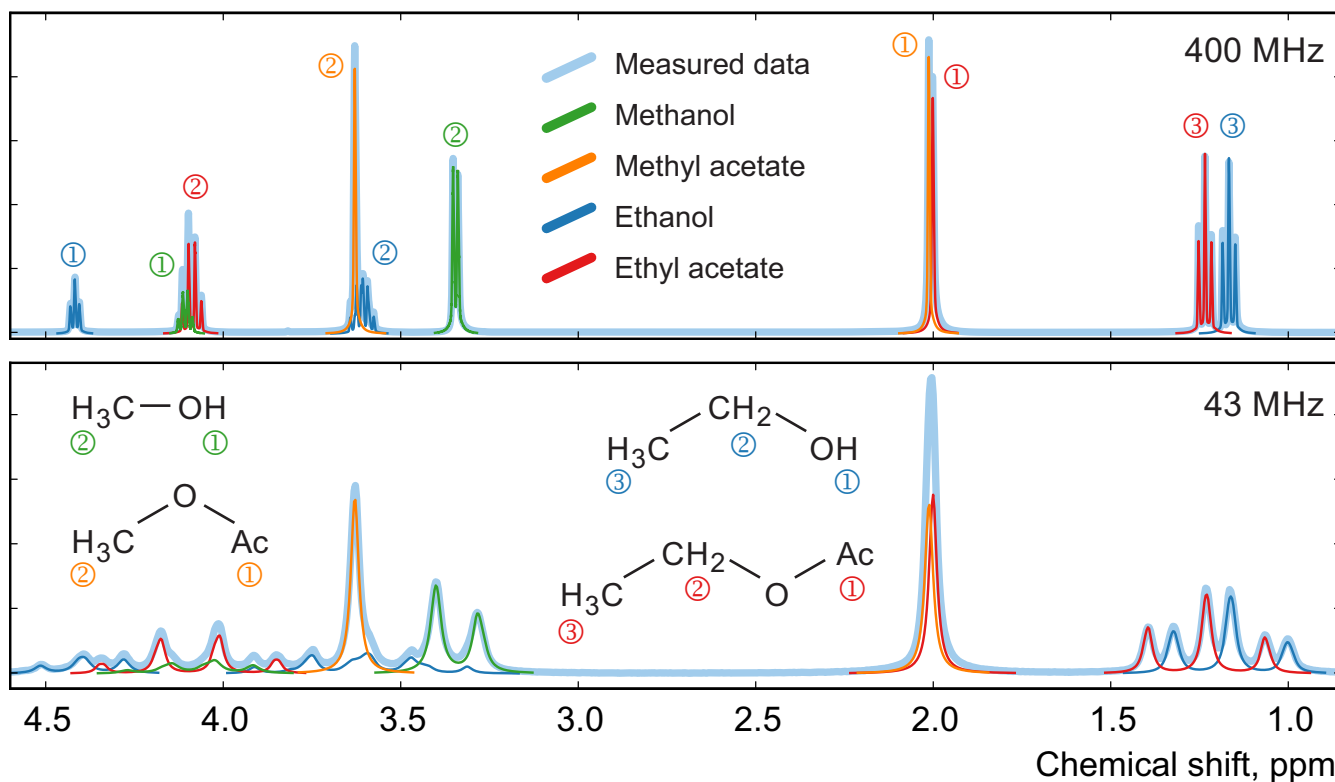 400 MHz
② ① ①
Measured data
Methanol
② ③ ③
Methyl acetate
②
Ethanol
① ① ②
Ethyl acetate
43 MHz
H₃C—OH
② ①
CH₂
H₃C OH
② ③ ①
O
H₃C Ac
② ①
CH₂ Ac
H₃C O
② ① ③
4.5 4.0 3.5 3.0 2.5 2.0 1.5 1.0
Chemical shift, ppm